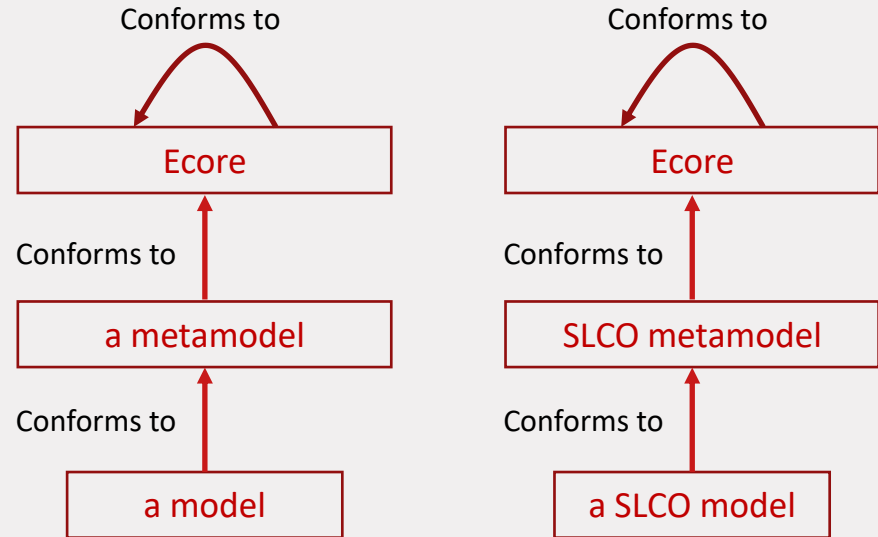 Conforms to
Ecore
Conforms to
a metamodel
Conforms to
a model
Conforms to
Ecore
Conforms to
SLCO metamodel
Conforms to
a SLCO model